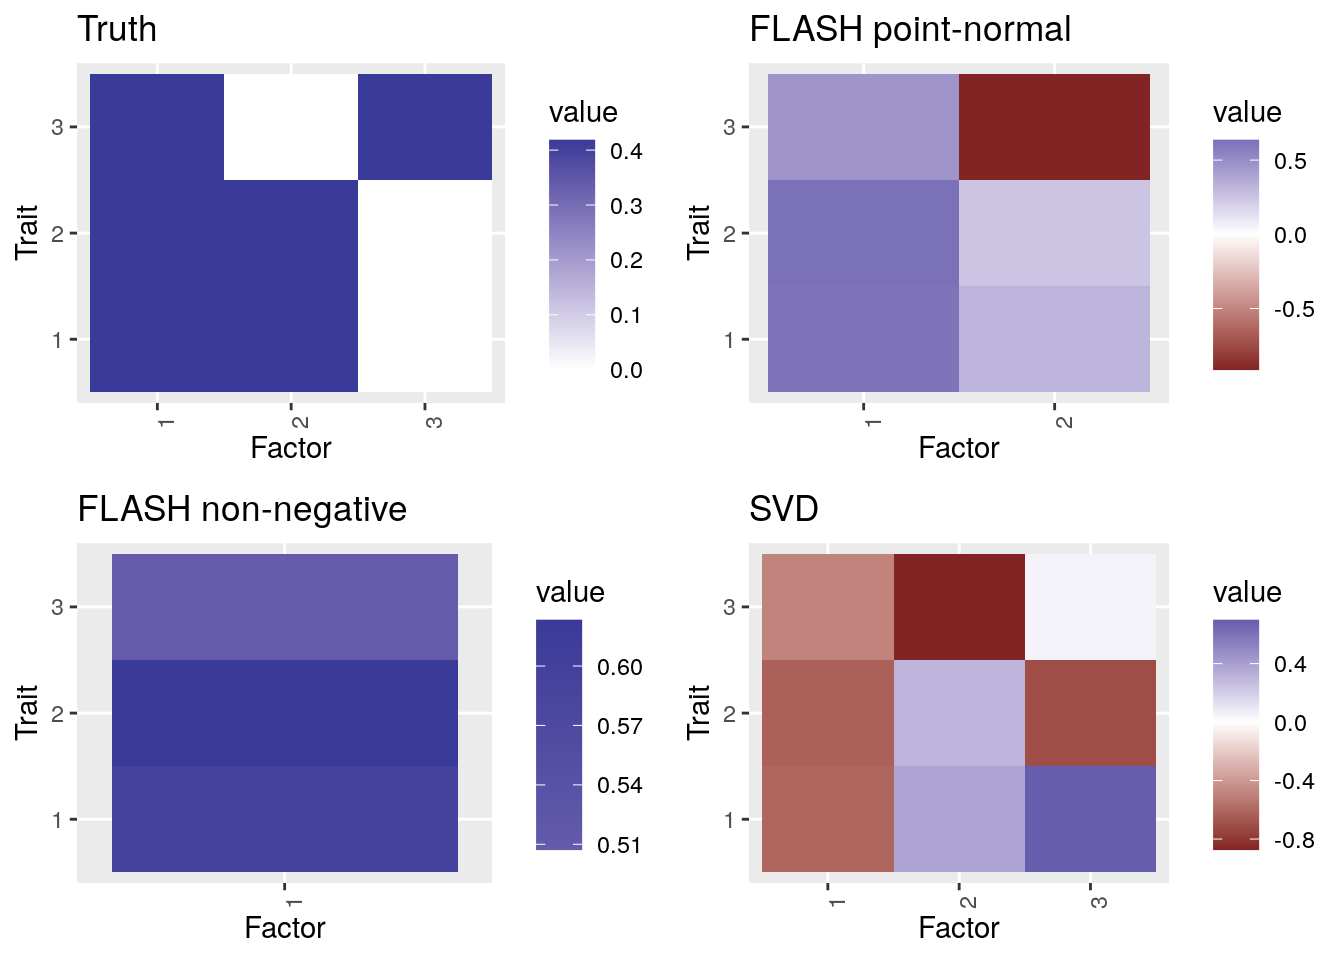 Truth
Trait
3
2
1
1
2
3
Factor
value
0.4
0.3
0.2
0.1
0.0
FLASH point-normal
Trait
3
2
1
1
2
Factor
value
0.5
0.0
-0.5
FLASH non-negative
Trait
3
2
1
1
Factor
value
0.60
0.57
0.54
0.51
SVD
Trait
3
2
1
1
2
3
Factor
value
0.4
0.0
-0.4
-0.8